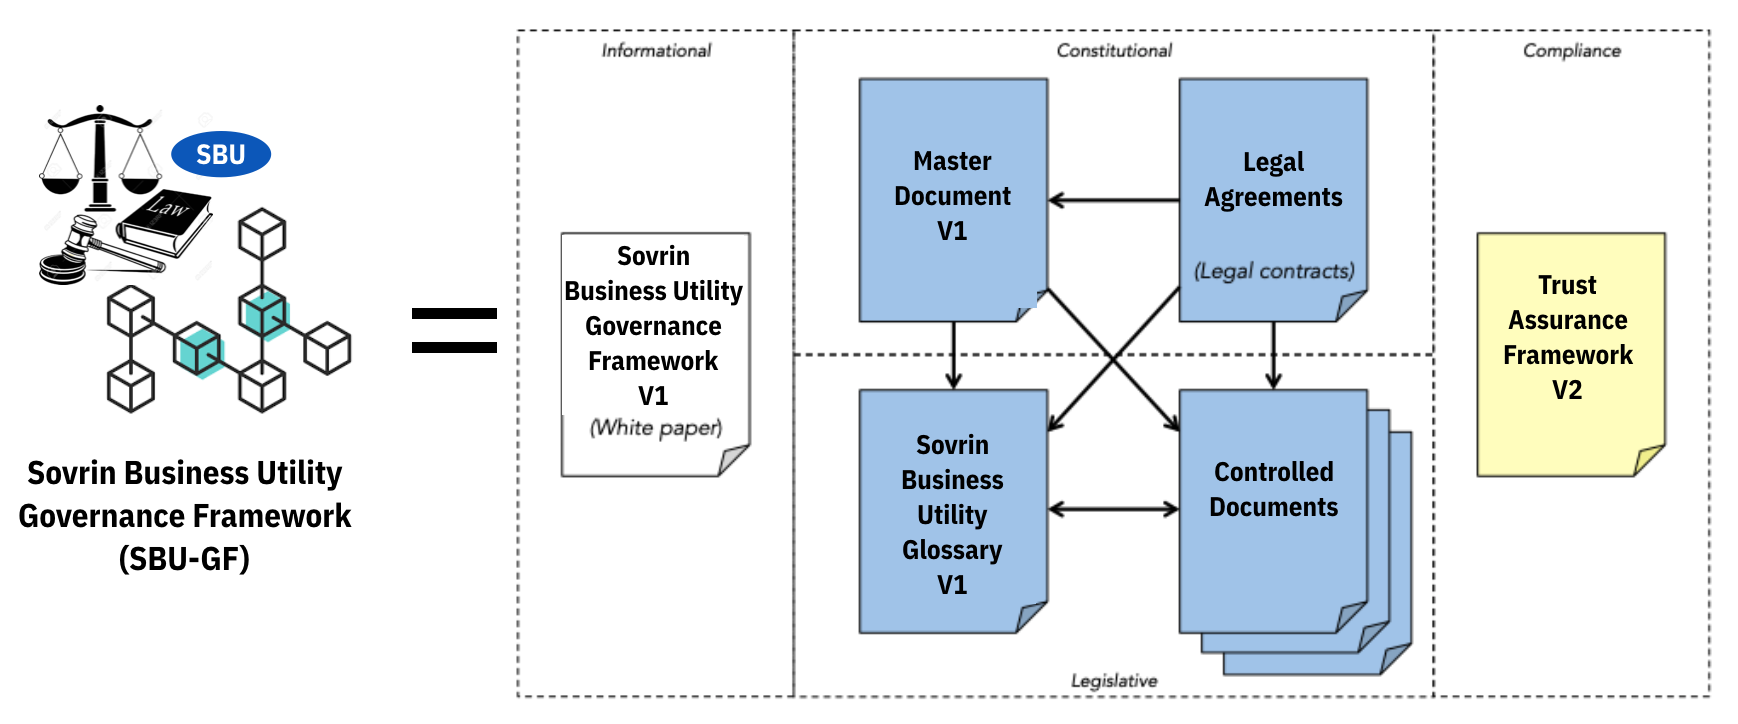 SBU
Law
Sovrin Business Utility
Governance Framework
(SBU-GF)
Informational
Sovrin
Business Utility
Governance
Framework
V1
(White paper)
Constitutional
Master
Document
V1
Legal
Agreements
(Legal contracts)
Sovrin
Business
Utility
Glossary
V1
Controlled
Documents
Legislative
Compliance
Trust
Assurance
Framework
V2